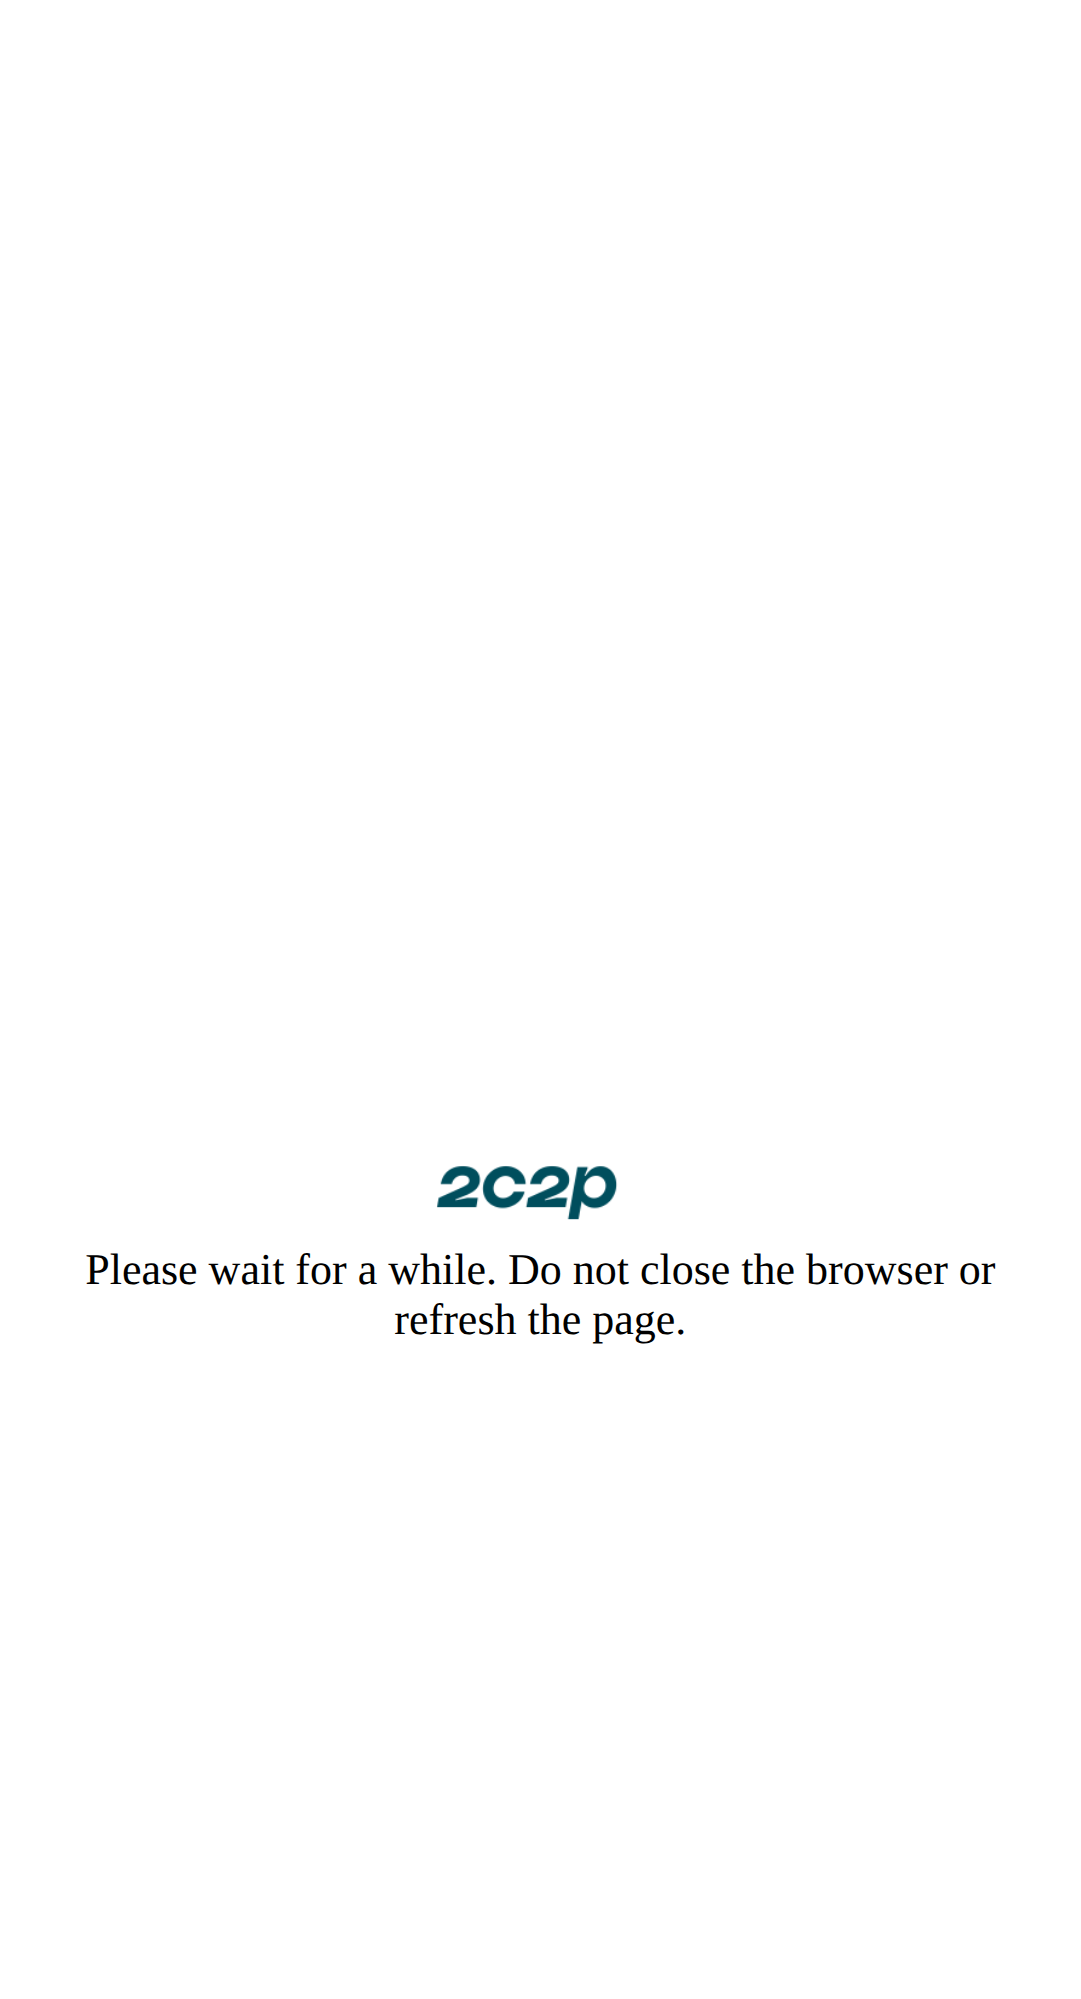 2c2p
Please wait for a while. Do not close the browser or
refresh the page.